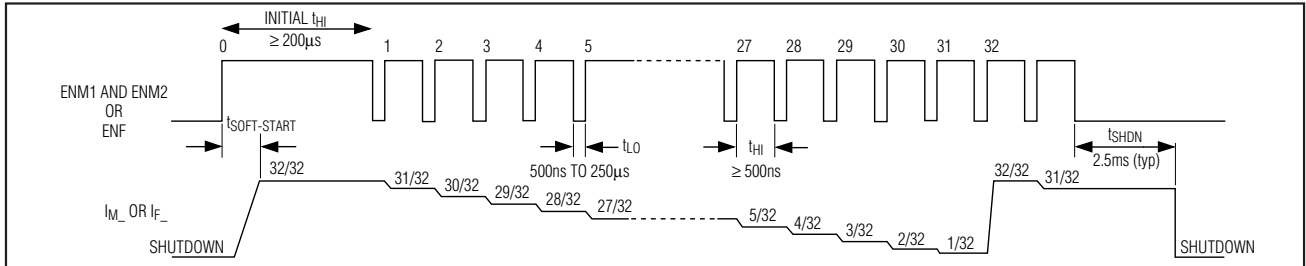 INITIAL tHI
≥ 200µs
0 1 2 3 4 5 27 28 29 30 31 32
ENM1 AND ENM2
OR
ENF
tSOFT-START
tLO
500ns TO 250µs
tHI
≥ 500ns
tSHDN
2.5ms (typ)
32/32 31/32 30/32 29/32 28/32 27/32 5/32 4/32 3/32 2/32 1/32 32/32 31/32
IM_ OR IF_
SHUTDOWN
SHUTDOWN